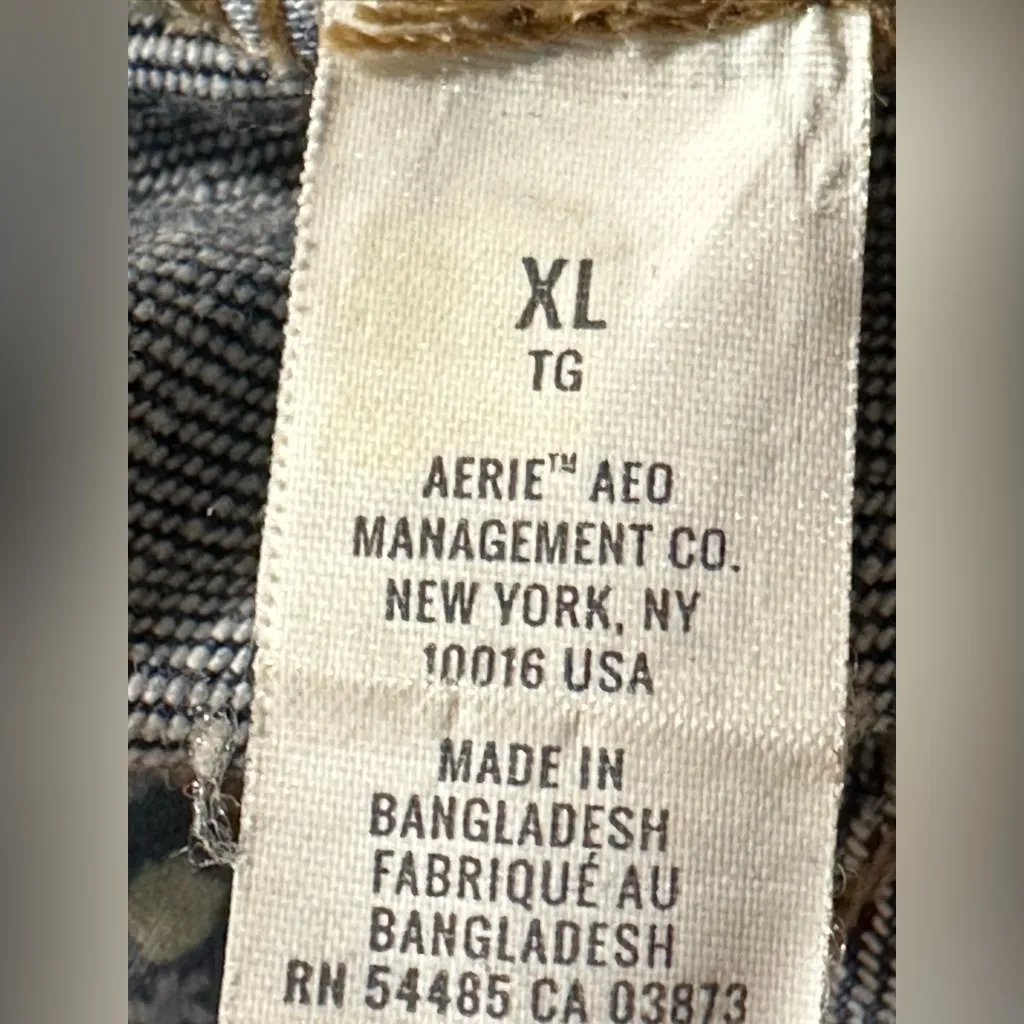 XL
TG
AERIE™ AEO
MANAGEMENT CO.
NEW YORK, NY
10016 USA
MADE IN
BANGLADESH
FABRIQUÉ AU
BANGLADESH
RN 54485 CA 03873